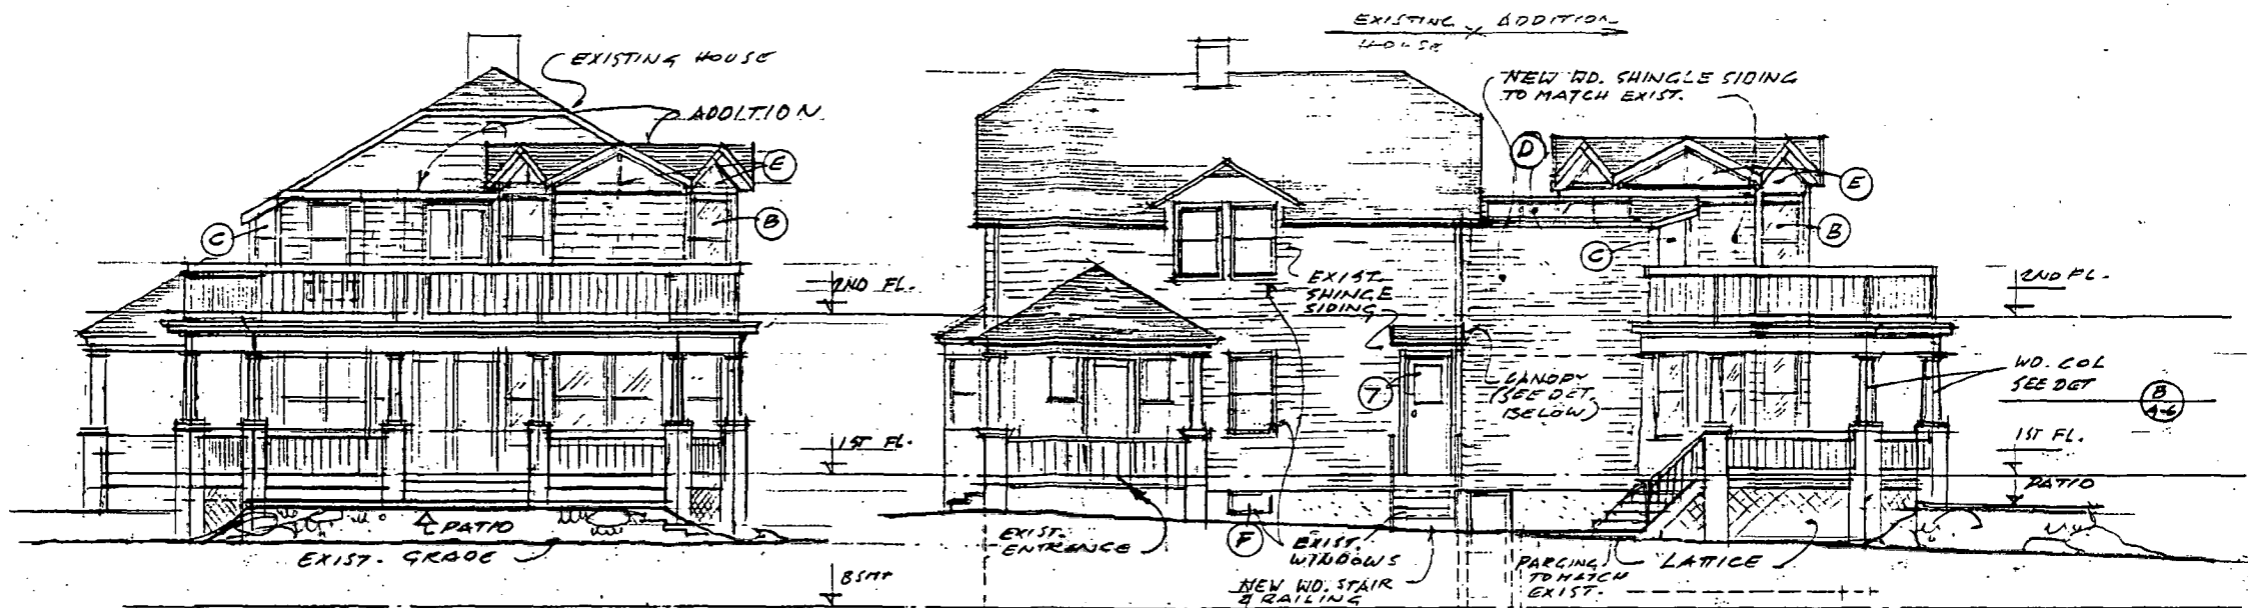 EXISTING HOUSE
ADDITION
E
B
C
2ND FL.
1ST FL.
PATIO
EXIST. GRADE
BSMT
EXISTING ADDITION
HOUSE
NEW WD. SHINGLE SIDING
TO MATCH EXIST.
D
E
B
C
EXIST.
SHINGE
SIDING
7
CANOPY
(SEE DET.
BELOW)
2ND FL.
WD. COL
SEE DET
B
A-6
1ST FL.
PATIO
EXIST.
ENTRANCE
F
EXIST.
WINDOWS
NEW WD. STAIR
& RAILING
PARGING
TO MATCH
EXIST.
LATTICE